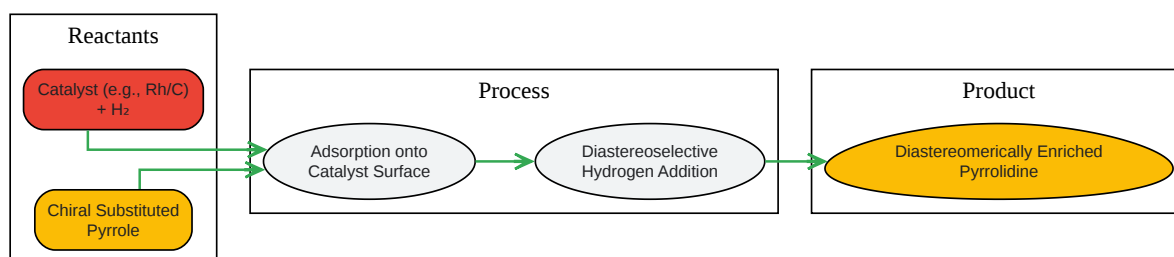 Reactants
Catalyst (e.g., Rh/C)
+ H₂
Chiral Substituted
Pyrrole
Process
Adsorption onto
Catalyst Surface
Diastereoselective
Hydrogen Addition
Product
Diastereomerically Enriched
Pyrrolidine